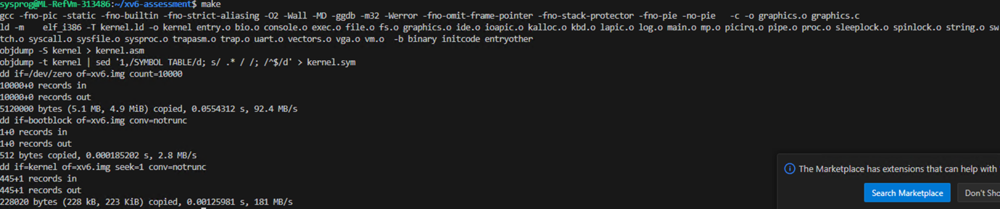 sysprog@ML-RefVm-313486:~/xv6-assessment$ make
gcc -fno-pic -static -fno-builtin -fno-strict-aliasing -O2 -Wall -MD -ggdb -m32 -Werror -fno-omit-frame-pointer -fno-stack-protector -fno-pie -no-pie   -c -o graphics.o graphics.c
ld -m    elf_i386 -T kernel.ld -o kernel entry.o bio.o console.o exec.o file.o fs.o graphics.o ide.o ioapic.o kalloc.o kbd.o lapic.o log.o main.o mp.o picirq.o pipe.o proc.o sleeplock.o spinlock.o string.o sw
tch.o syscall.o sysfile.o sysproc.o trapasm.o trap.o uart.o vectors.o vga.o vm.o  -b binary initcode entryother
objdump -S kernel > kernel.asm
objdump -t kernel | sed '1,/SYMBOL TABLE/d; s/ .* / /; /^$/d' > kernel.sym
dd if=/dev/zero of=xv6.img count=10000
10000+0 records in
10000+0 records out
5120000 bytes (5.1 MB, 4.9 MiB) copied, 0.0554312 s, 92.4 MB/s
dd if=bootblock of=xv6.img conv=notrunc
1+0 records in
1+0 records out
512 bytes copied, 0.000185202 s, 2.8 MB/s
dd if=kernel of=xv6.img seek=1 conv=notrunc
445+1 records in
445+1 records out
228020 bytes (228 kB, 223 KiB) copied, 0.00125981 s, 181 MB/s
The Marketplace has extensions that can help with
Search Marketplace
Don't Sho